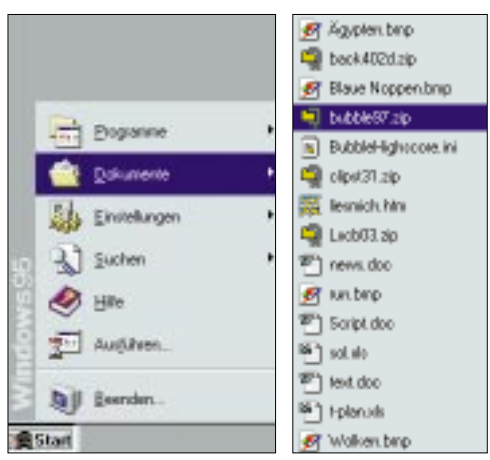 Programme
Dokumente
Einstellungen
Suchen
Hilfe
Ausführen...
Beenden...
Windows95
Start
Ägypten.bmp
back402d.zip
Blaue Noppen.bmp
bubble97.zip
BubbleHighscore.ini
clipst31.zip
liesmich.htm
Lxcb03.zip
news.doc
run.bmp
Script.doc
sol.xls
text.doc
t-plan.xls
Wolken.bmp